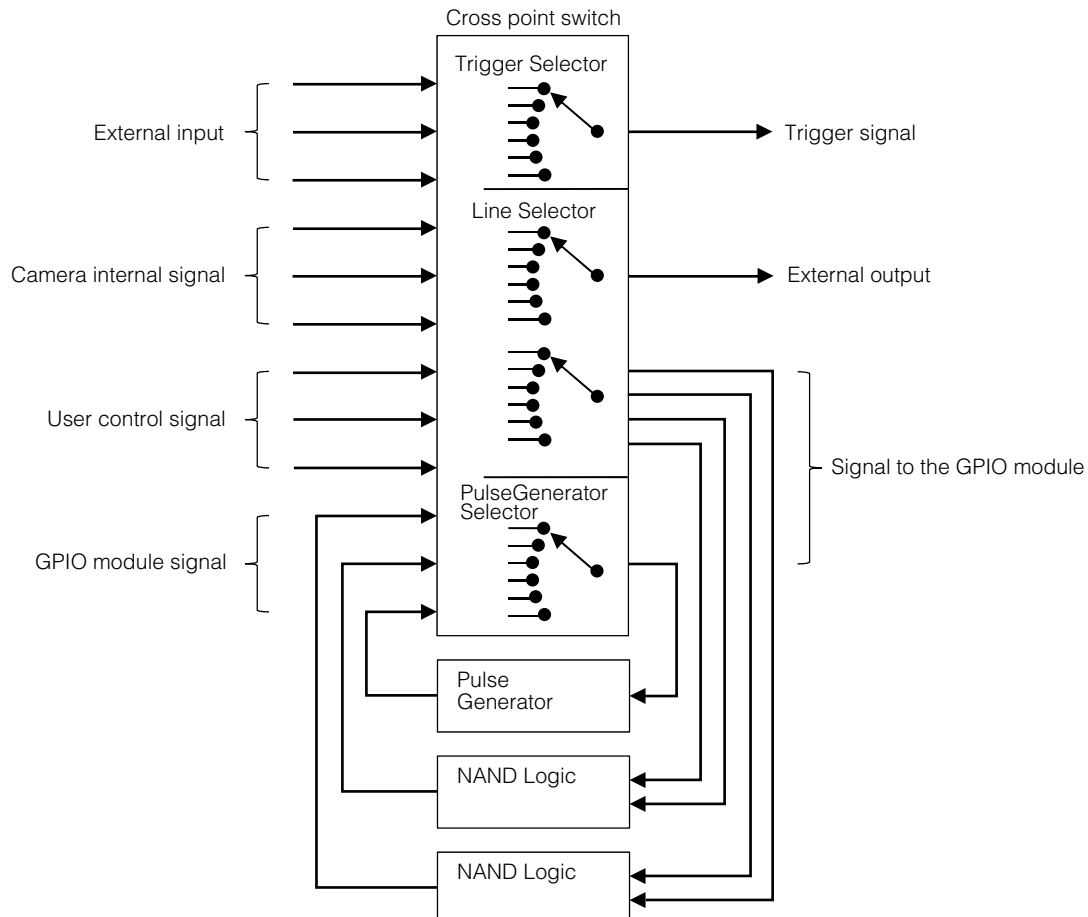 Cross point switch
Trigger Selector
External input
Trigger signal
Line Selector
Camera internal signal
External output
User control signal
Signal to the GPIO module
PulseGenerator
Selector
GPIO module signal
Pulse
Generator
NAND Logic
NAND Logic